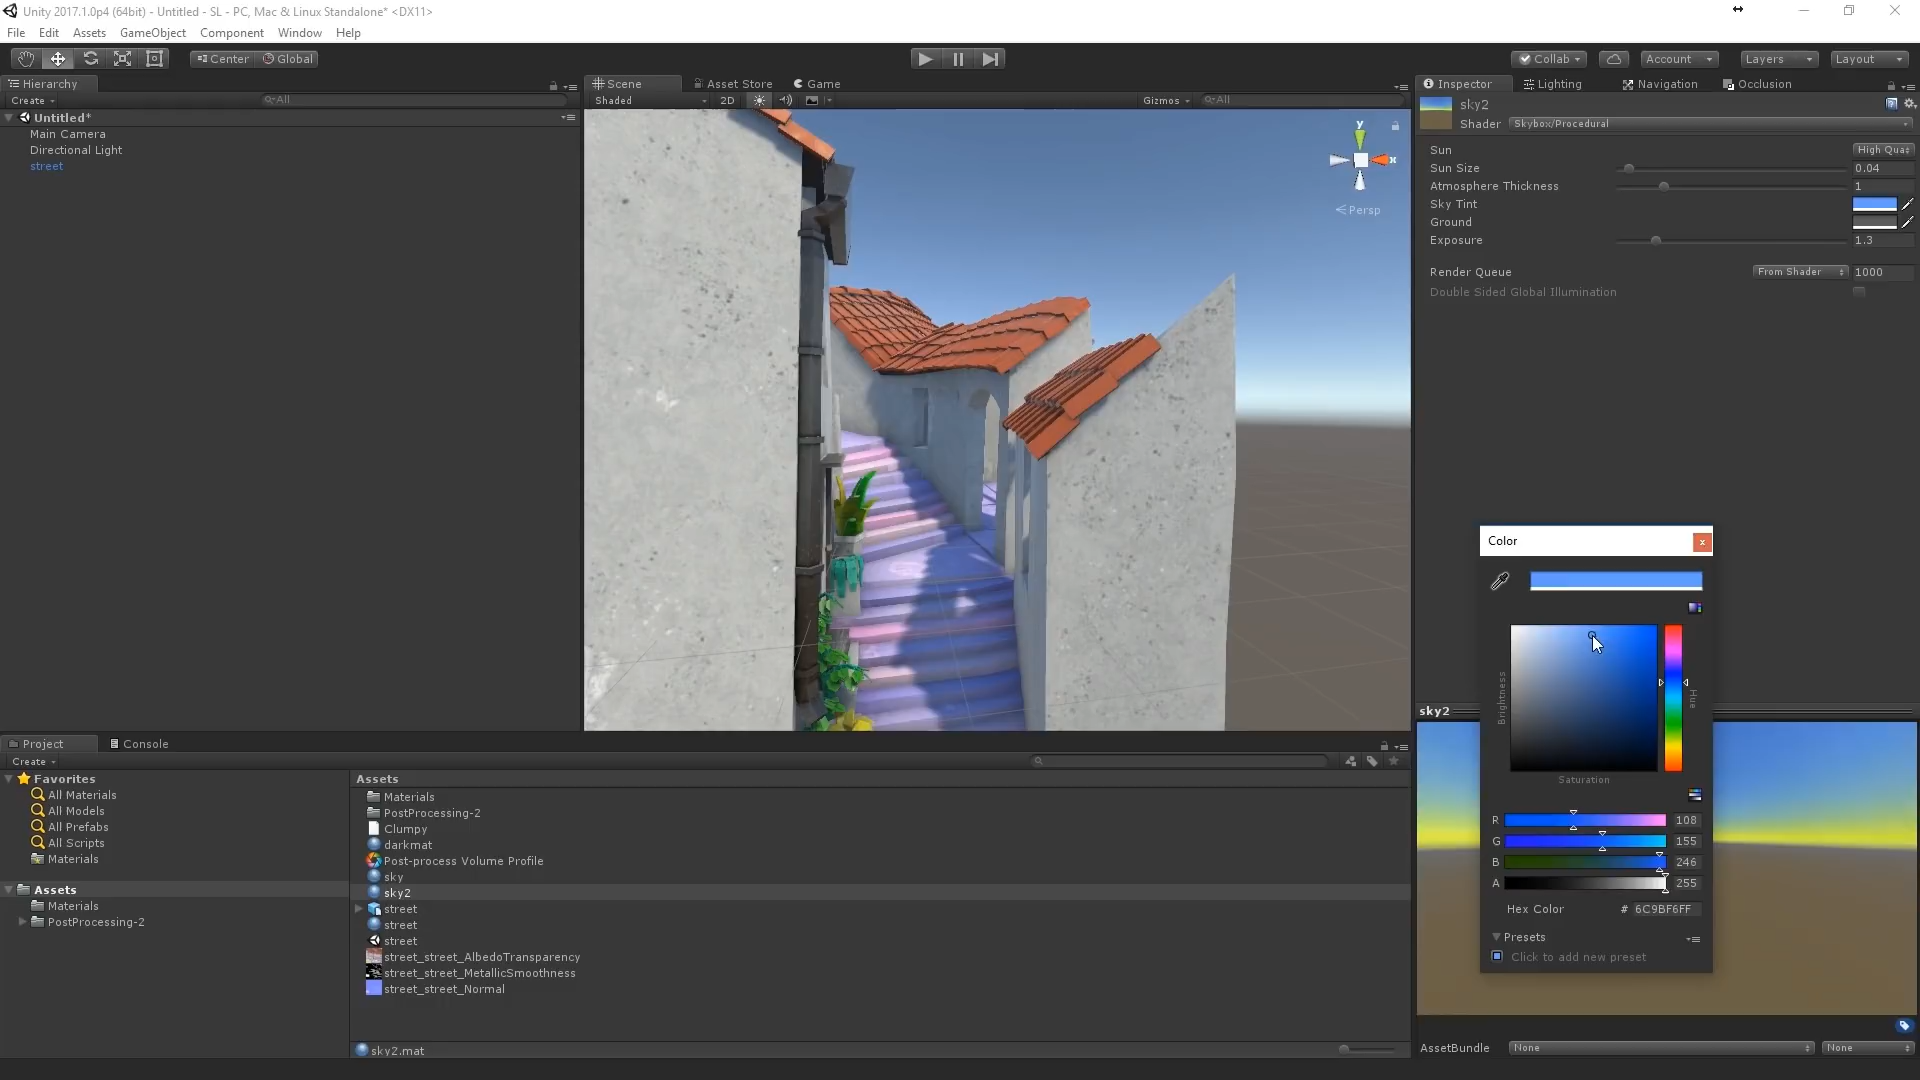 Unity 2017.1.0p4 (64bit) - Untitled - SL - PC, Mac & Linux Standalone* <DX11>
File Edit Assets GameObject Component Window Help
Center Global Collab Account Layers Layout
Hierarchy
Create All
Untitled*
Main Camera
Directional Light
street
Scene Asset Store Game
Shaded 2D Gizmos All
y
x
Persp
Inspector Lighting Navigation Occlusion
sky2
Shader Skybox/Procedural
Sun High Qua
Sun Size 0.04
Atmosphere Thickness 1
Sky Tint
Ground
Exposure 1.3
Render Queue From Shader 1000
Double Sided Global Illumination
Color
Brightness
Hue
Saturation
R 108
G 155
B 246
A 255
Hex Color # 6C9BF6FF
Presets
Click to add new preset
sky2
AssetBundle None None
Project Console
Create
Favorites
All Materials
All Models
All Prefabs
All Scripts
Materials
Assets
Materials
PostProcessing-2
Assets
Materials
PostProcessing-2
Clumpy
darkmat
Post-process Volume Profile
sky
sky2
street
street
street
street_street_AlbedoTransparency
street_street_MetallicSmoothness
street_street_Normal
sky2.mat